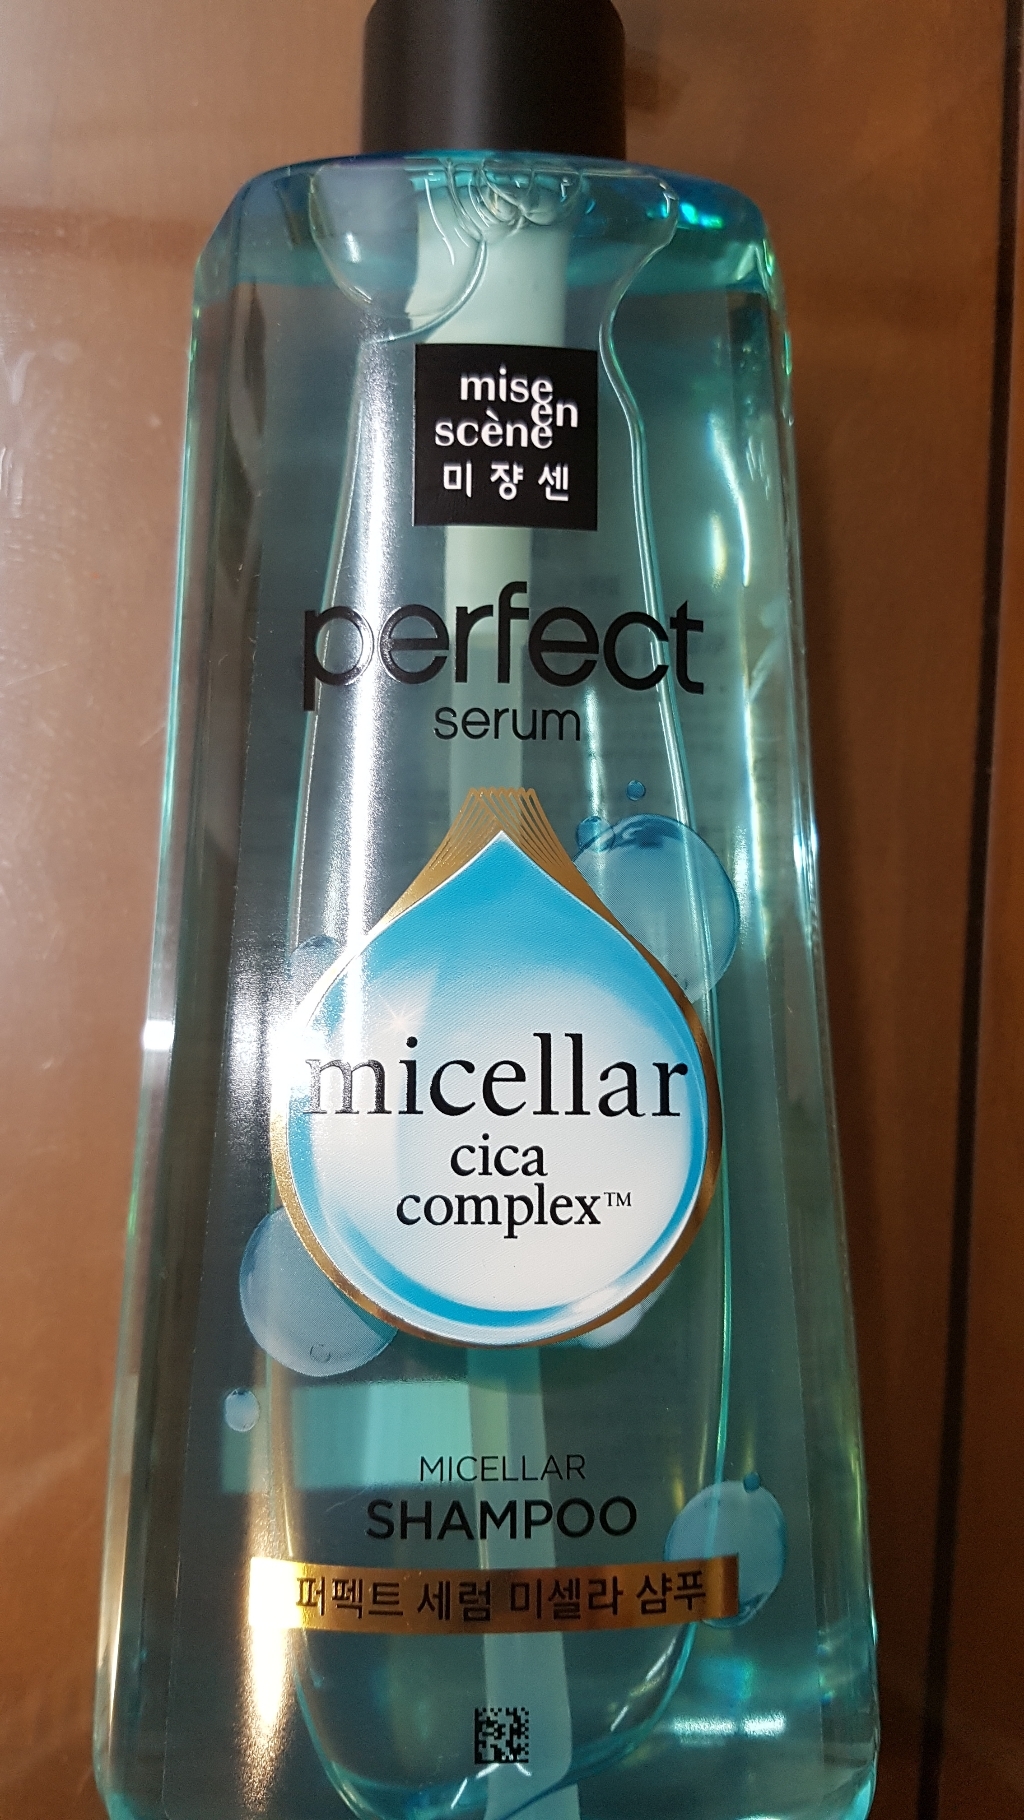 mise
en
scène
미쟝센
perfect
serum
micellar
cica
complex™
MICELLAR
SHAMPOO
퍼펙트 세럼 미셀라 샴푸